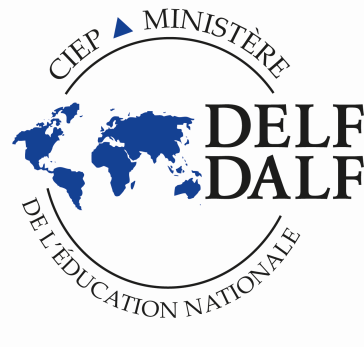 CIEP ▲ MINISTÈRE
DELF
DALF
DE L'ÉDUCATION NATIONALE